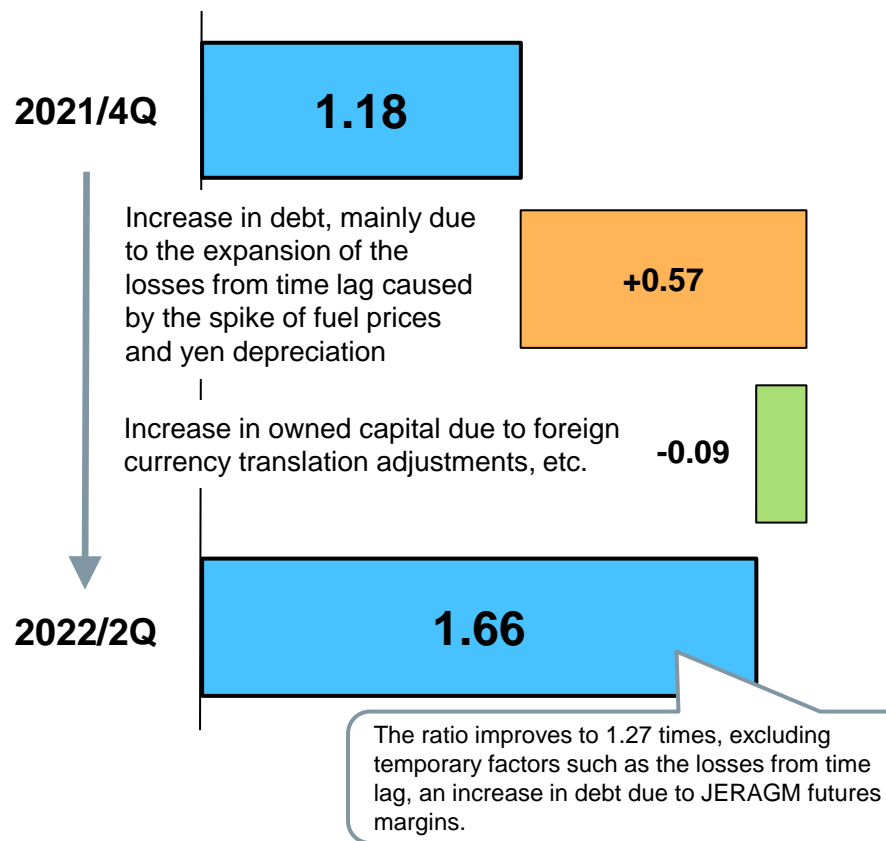 2021/4Q
1.18
Increase in debt, mainly due
to the expansion of the
losses from time lag caused
by the spike of fuel prices
and yen depreciation
+0.57
Increase in owned capital due to foreign
currency translation adjustments, etc.
-0.09
2022/2Q
1.66
The ratio improves to 1.27 times, excluding
temporary factors such as the losses from time
lag, an increase in debt due to JERAGM futures
margins.